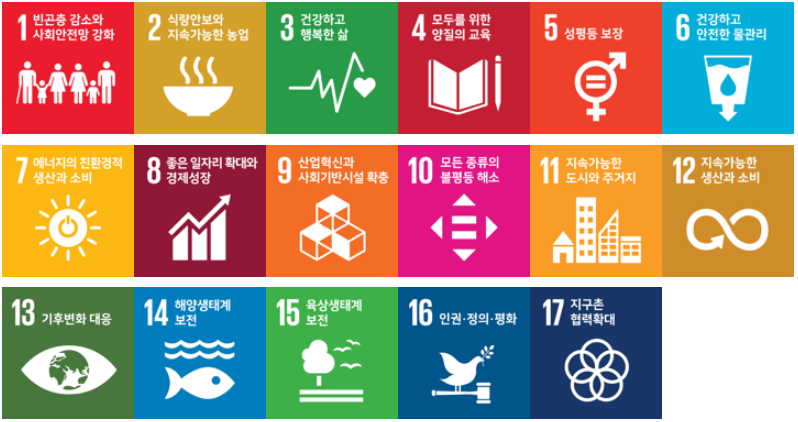 1 빈곤층 감소와
사회안전망 강화
2 식량안보와
지속가능한 농업
3 건강하고
행복한 삶
4 모두를 위한
양질의 교육
5 성평등 보장
6 건강하고
안전한 물관리
7 에너지의 친환경적
생산과 소비
8 좋은 일자리 확대와
경제성장
9 산업혁신과
사회기반시설 확충
10 모든 종류의
불평등 해소
11 지속가능한
도시와 주거지
12 지속가능한
생산과 소비
13 기후변화 대응
14 해양생태계
보전
15 육상생태계
보전
16 인권·정의·평화
17 지구촌
협력확대